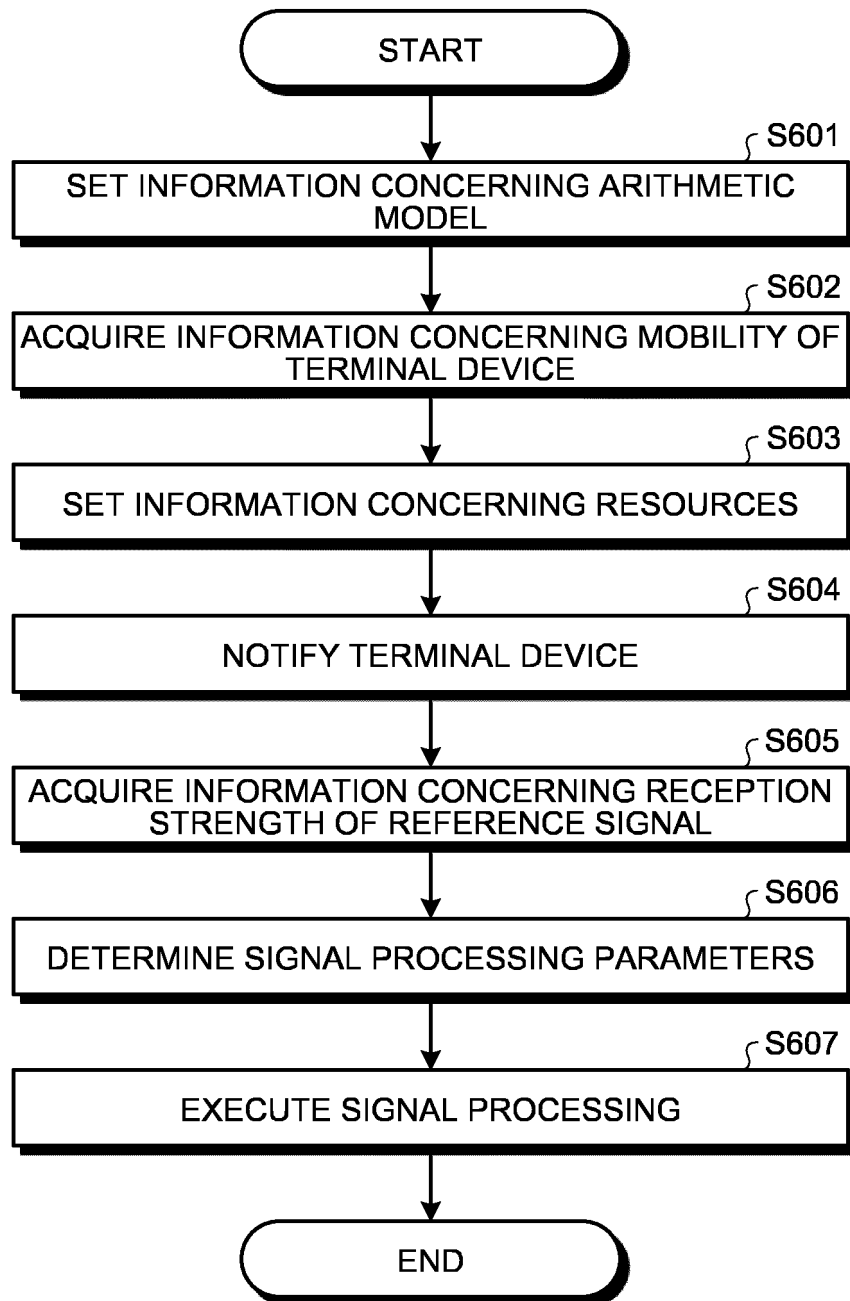 START
S601
SET INFORMATION CONCERNING ARITHMETIC
MODEL
S602
ACQUIRE INFORMATION CONCERNING MOBILITY OF
TERMINAL DEVICE
S603
SET INFORMATION CONCERNING RESOURCES
S604
NOTIFY TERMINAL DEVICE
S605
ACQUIRE INFORMATION CONCERNING RECEPTION
STRENGTH OF REFERENCE SIGNAL
S606
DETERMINE SIGNAL PROCESSING PARAMETERS
S607
EXECUTE SIGNAL PROCESSING
END